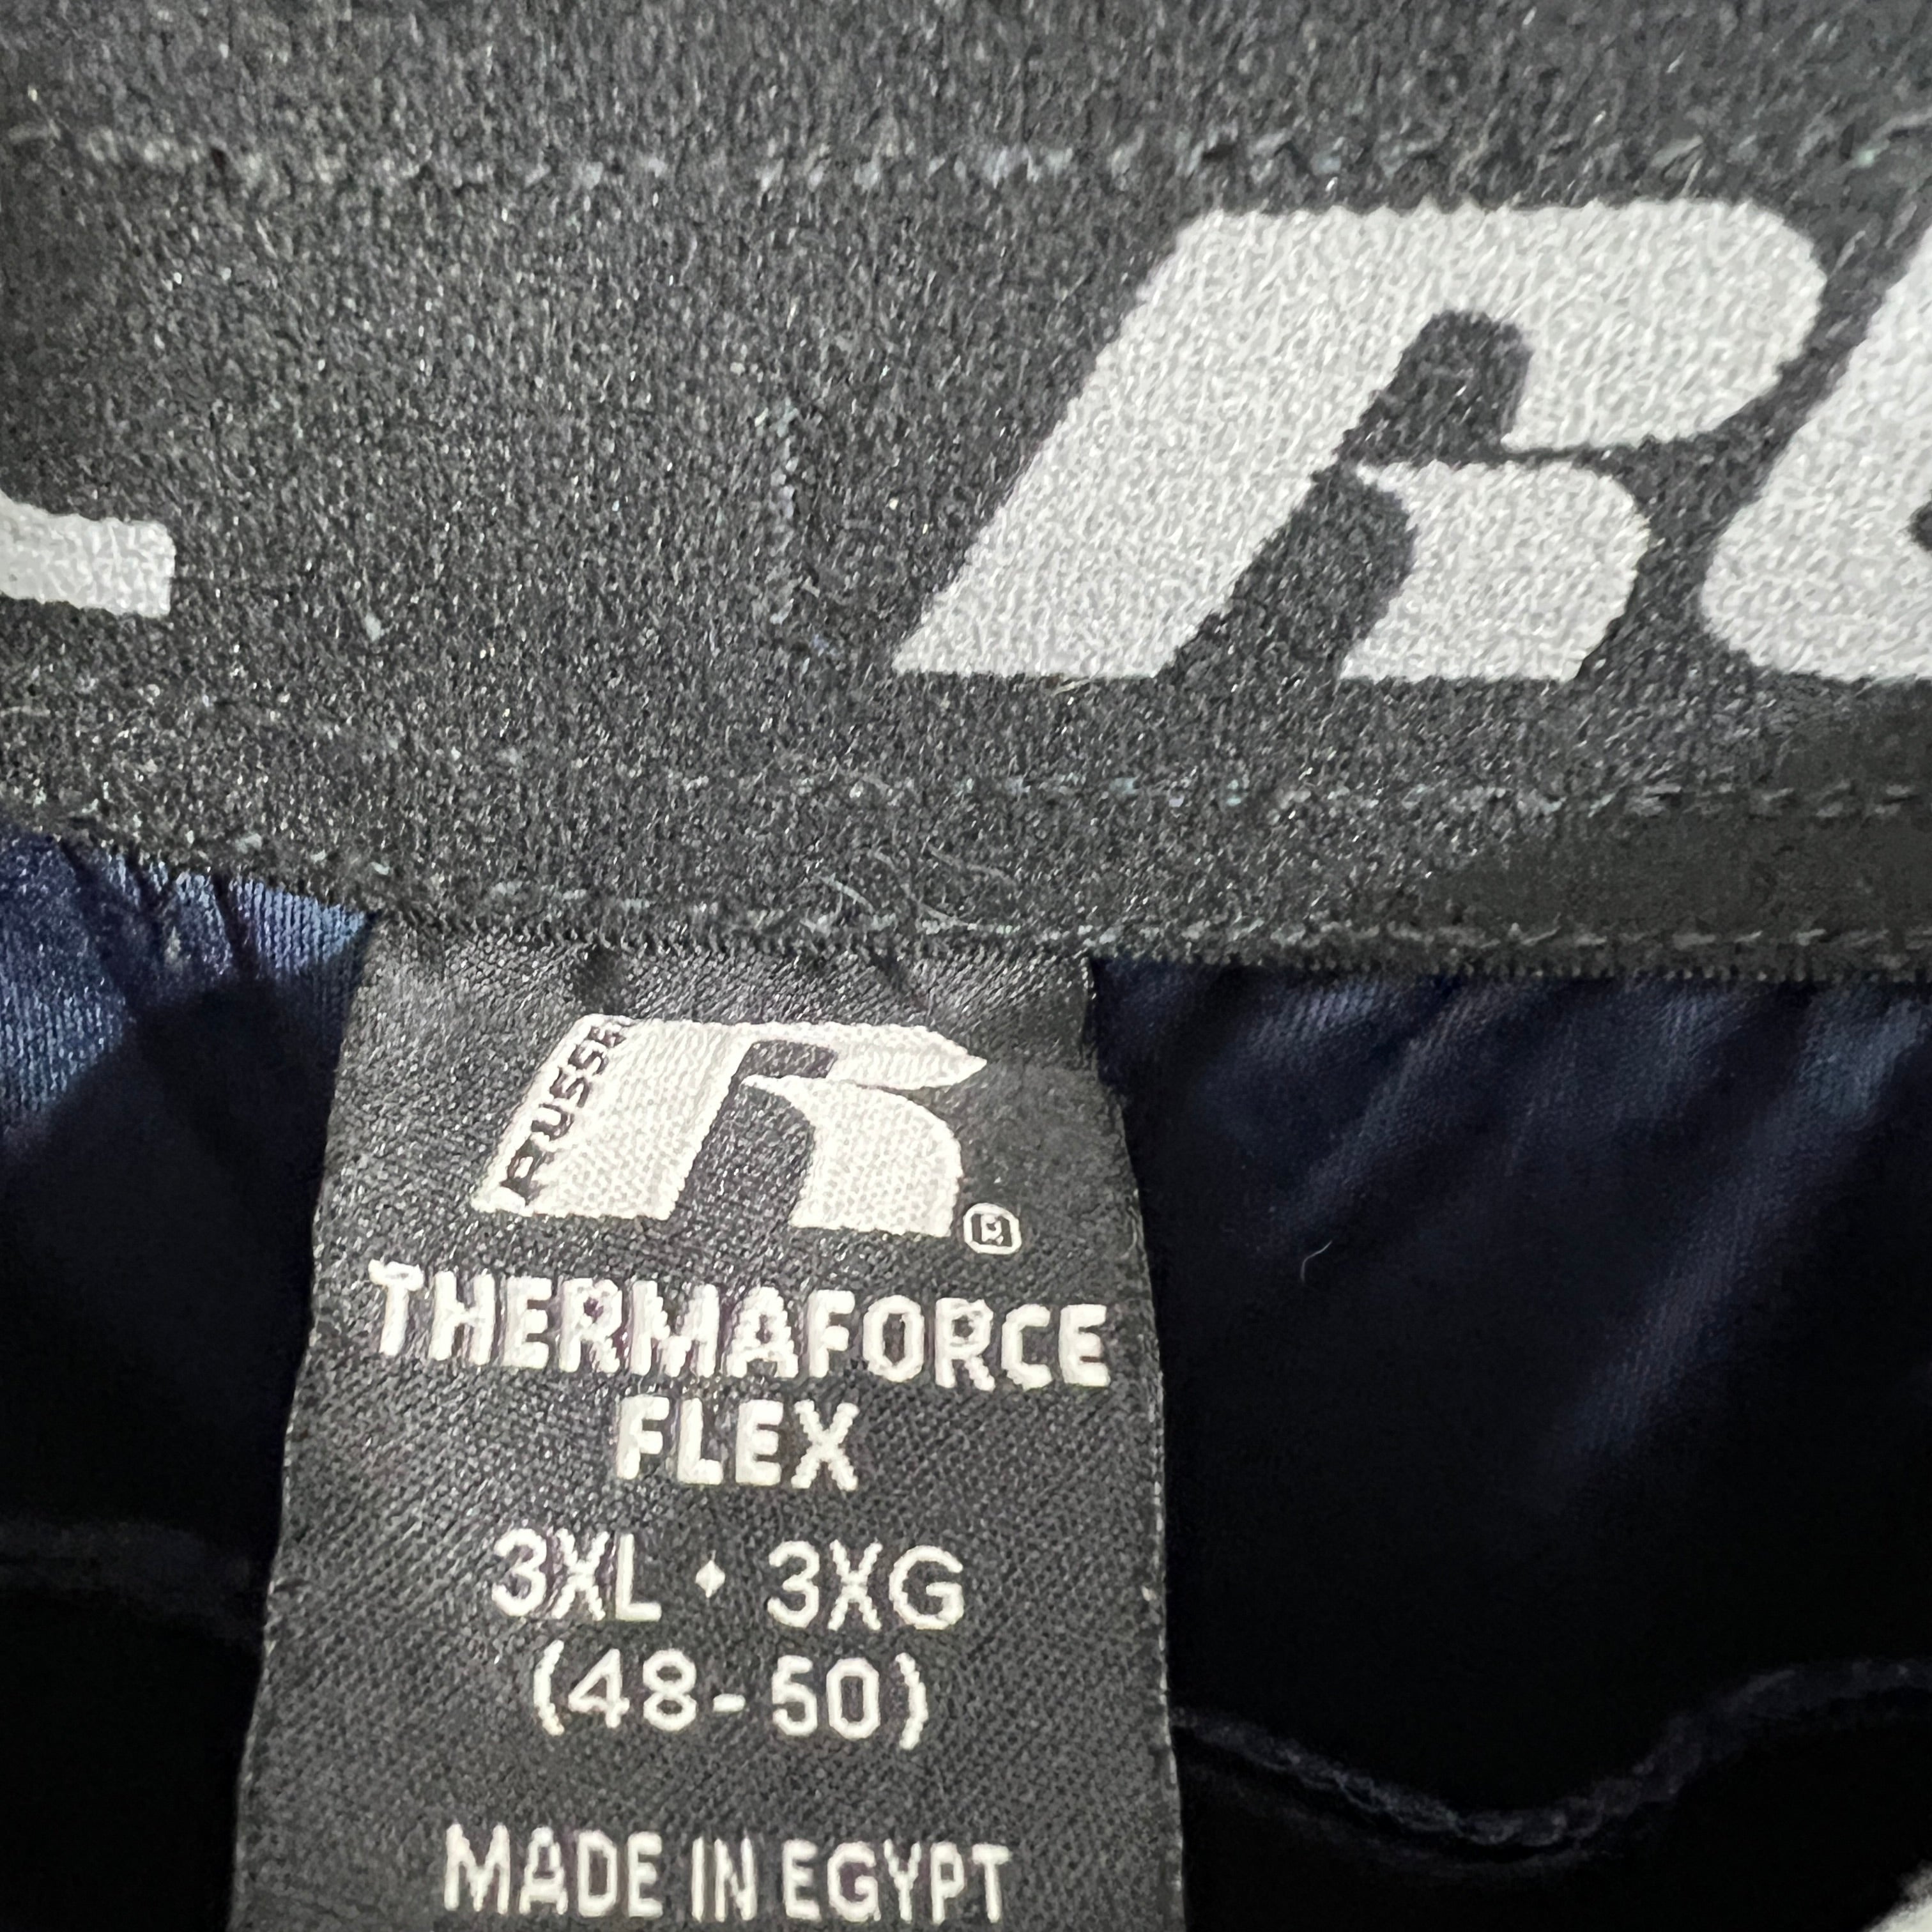 RUSSELL
R
®
THERMAFORCE
FLEX
3XL • 3XG
(48-50)
MADE IN EGYPT